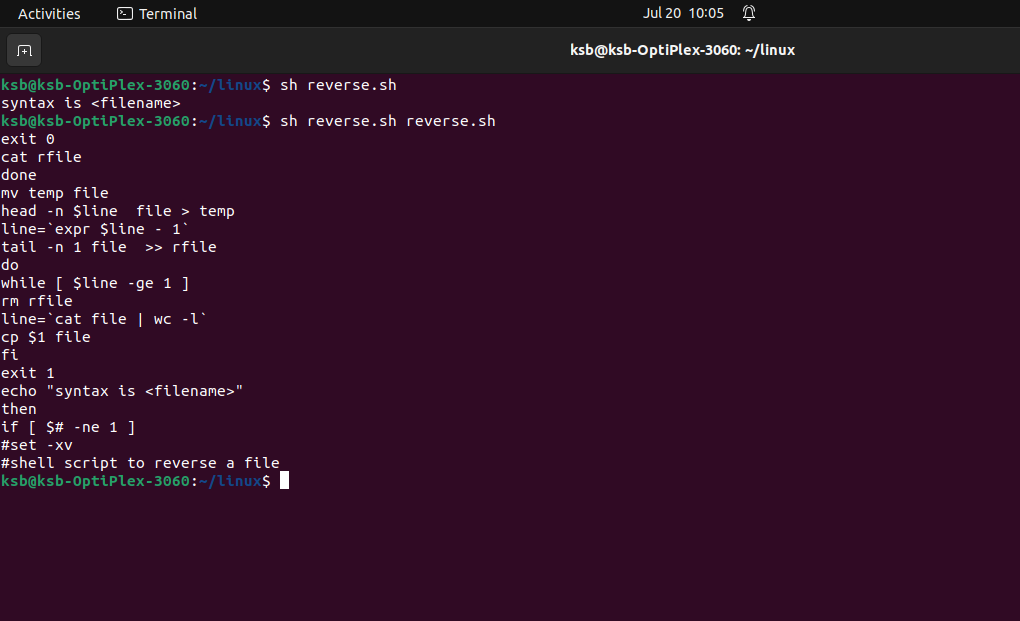 Activities
Terminal
Jul 20 10:05
ksb@ksb-OptiPlex-3060: ~/linux
ksb@ksb-OptiPlex-3060:~/linux$ sh reverse.sh
syntax is <filename>
ksb@ksb-OptiPlex-3060:~/linux$ sh reverse.sh reverse.sh
exit 0
cat rfile
done
mv temp file
head -n $line  file > temp
line=`expr $line - 1`
tail -n 1 file  >> rfile
do
while [ $line -ge 1 ]
rm rfile
line=`cat file | wc -l`
cp $1 file
fi
exit 1
echo "syntax is <filename>"
then
if [ $# -ne 1 ]
#set -xv
#shell script to reverse a file
ksb@ksb-OptiPlex-3060:~/linux$